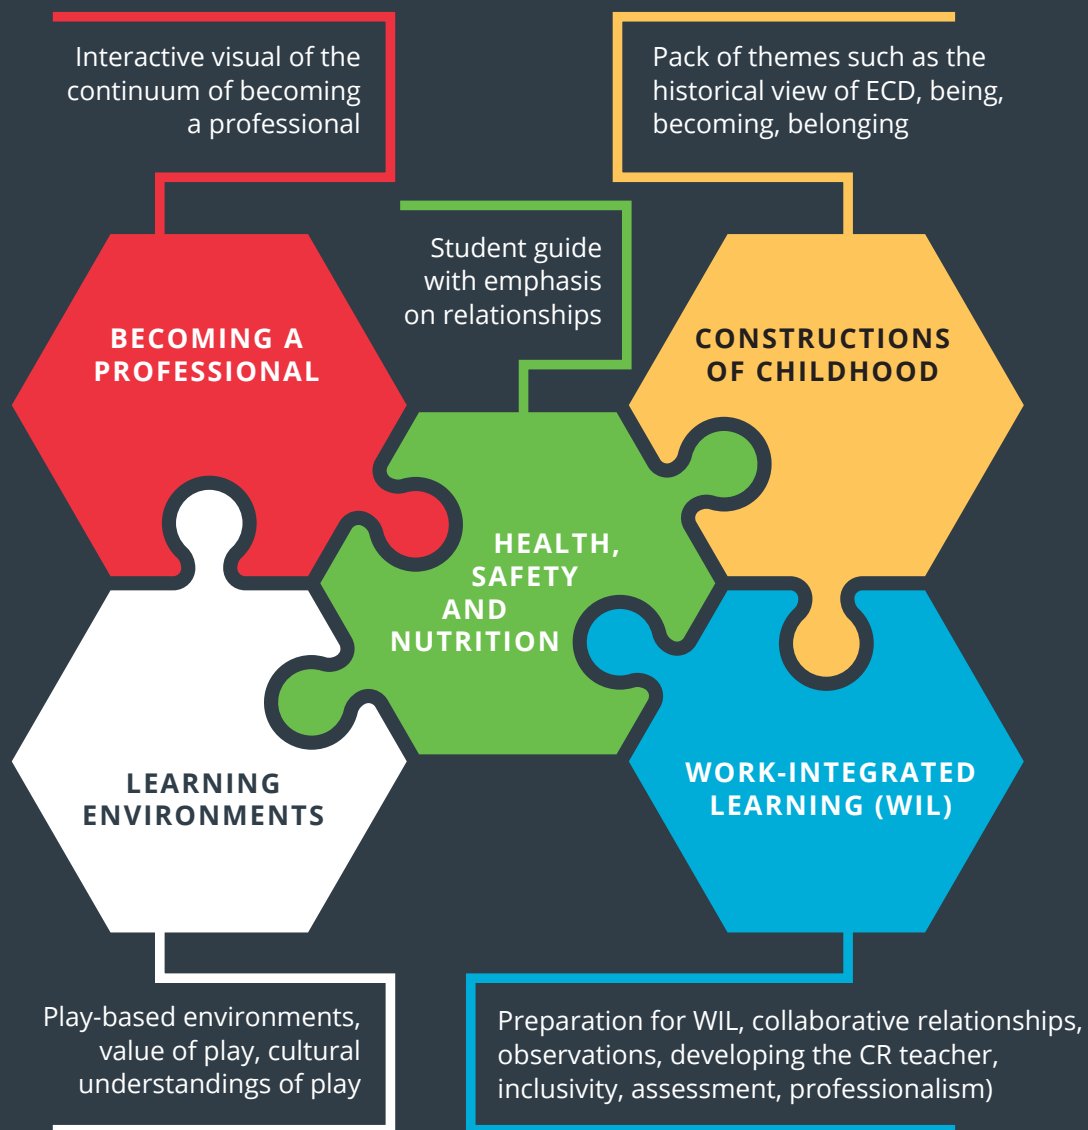 Interactive visual of the
continuum of becoming
a professional
Pack of themes such as the
historical view of ECD, being,
becoming, belonging
Student guide
with emphasis
on relationships
BECOMING A
PROFESSIONAL
CONSTRUCTIONS
OF CHILDHOOD
HEALTH,
SAFETY
AND
NUTRITION
LEARNING
ENVIRONMENTS
WORK-INTEGRATED
LEARNING (WIL)
Play-based environments,
value of play, cultural
understandings of play
Preparation for WIL, collaborative relationships,
observations, developing the CR teacher,
inclusivity, assessment, professionalism)